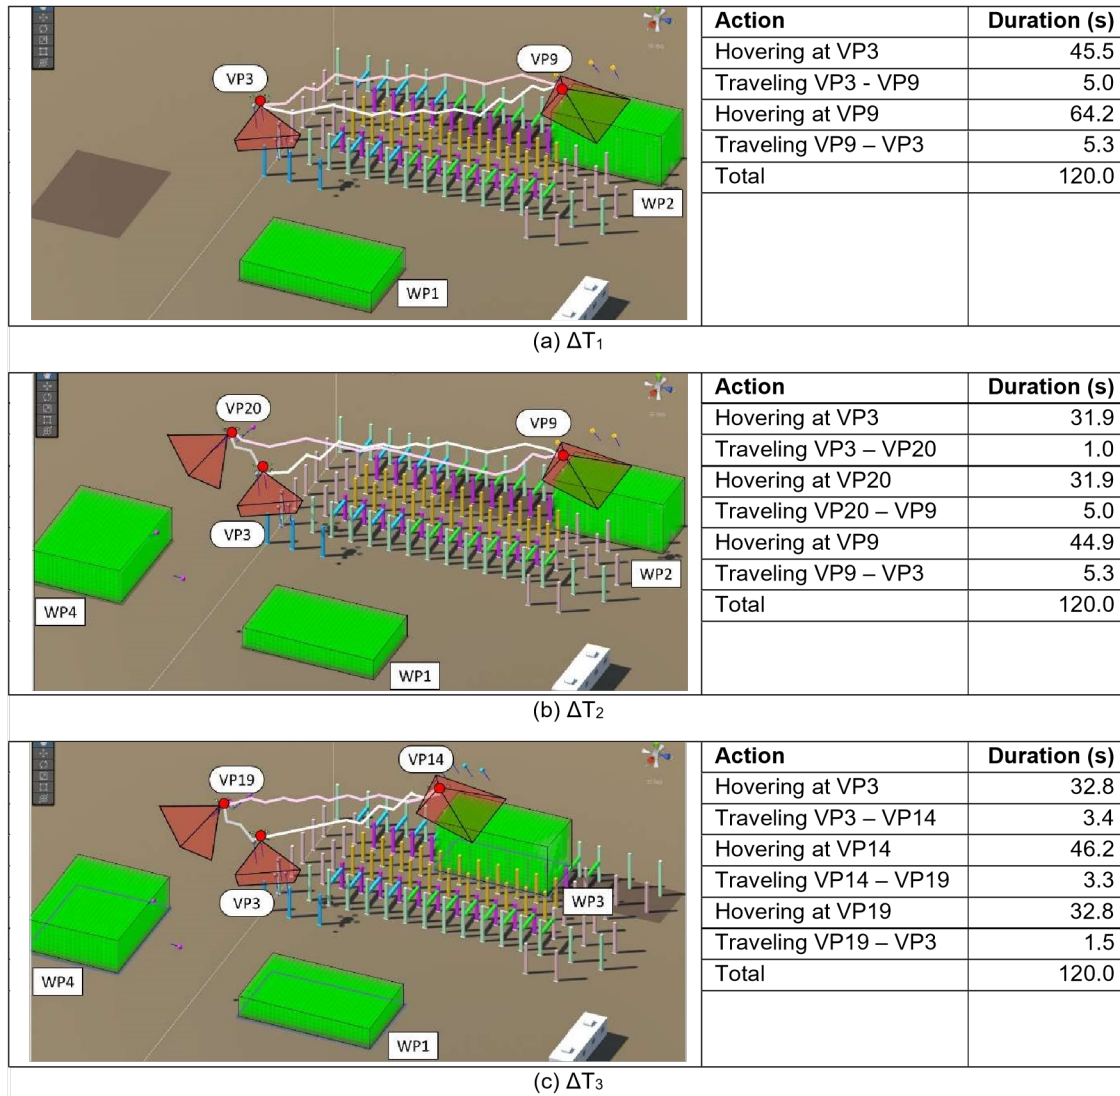 VP3
VP9
WP2
WP1
Action Duration (s)
Hovering at VP3 45.5
Traveling VP3 - VP9 5.0
Hovering at VP9 64.2
Traveling VP9 – VP3 5.3
Total 120.0
(a) ΔT₁
VP20
VP9
VP3
WP2
WP4
WP1
Action Duration (s)
Hovering at VP3 31.9
Traveling VP3 – VP20 1.0
Hovering at VP20 31.9
Traveling VP20 – VP9 5.0
Hovering at VP9 44.9
Traveling VP9 – VP3 5.3
Total 120.0
(b) ΔT₂
VP14
VP19
VP3
WP3
WP4
WP1
Action Duration (s)
Hovering at VP3 32.8
Traveling VP3 – VP14 3.4
Hovering at VP14 46.2
Traveling VP14 – VP19 3.3
Hovering at VP19 32.8
Traveling VP19 – VP3 1.5
Total 120.0
(c) ΔT₃